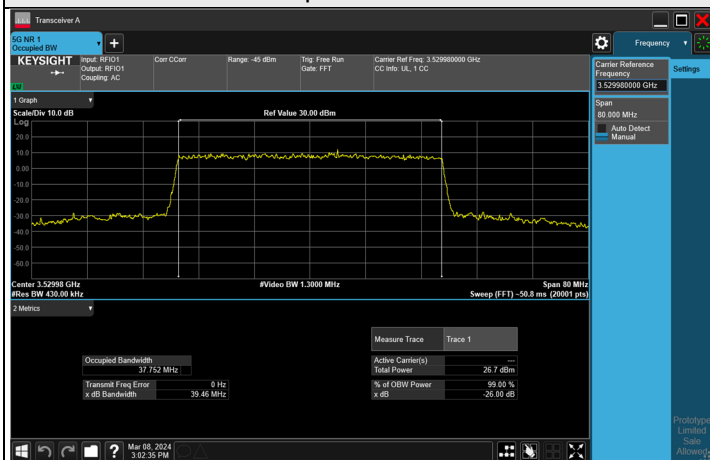 Transceiver A
5G NR 1
Occupied BW
Frequency
KEYSIGHT
LU
Input: RFIO1
Output: RFIO1
Coupling: AC
Corr CCorr
Range: -45 dBm
Trig: Free Run
Gate: FFT
Carrier Ref Freq: 3.529980000 GHz
CC Info: UL, 1 CC
Carrier Reference
Frequency
3.529980000 GHz
Settings
Span
80.000 MHz
Auto Detect
Manual
1 Graph
Scale/Div 10.0 dB
Ref Value 30.00 dBm
Log
20.0
10.0
0.00
-10.0
-20.0
-30.0
-40.0
-50.0
-60.0
Center 3.52998 GHz
#Video BW 1.3000 MHz
Span 80 MHz
#Res BW 430.00 kHz
Sweep (FFT) ~50.8 ms (20001 pts)
2 Metrics
Measure Trace
Trace 1
Occupied Bandwidth
37.752 MHz
Active Carrier(s)
---
Total Power
26.7 dBm
Transmit Freq Error
0 Hz
% of OBW Power
99.00 %
x dB Bandwidth
39.46 MHz
x dB
-26.00 dB
Mar 08, 2024
3:02:35 PM
Prototype
Limited
Sale
Allowed